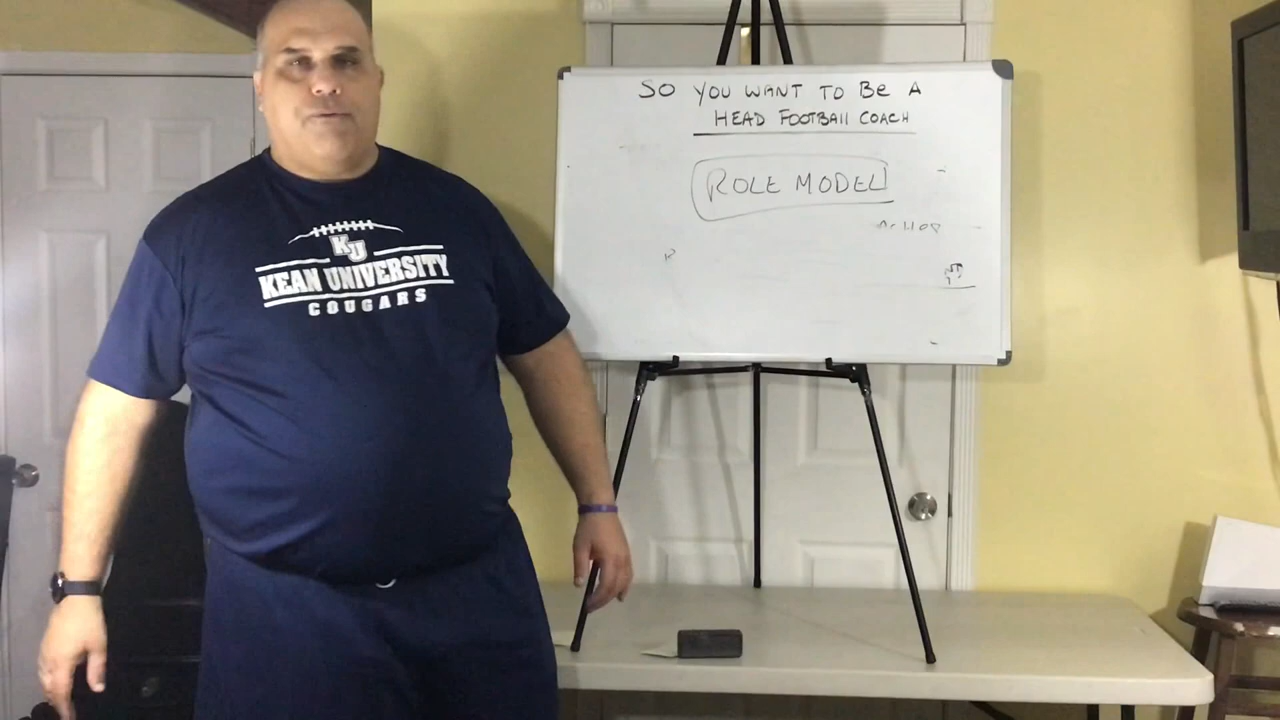 KU
KEAN UNIVERSITY
COUGARS
SO YOU WANT TO BE A
HEAD FOOTBALL COACH
ROLE MODEL